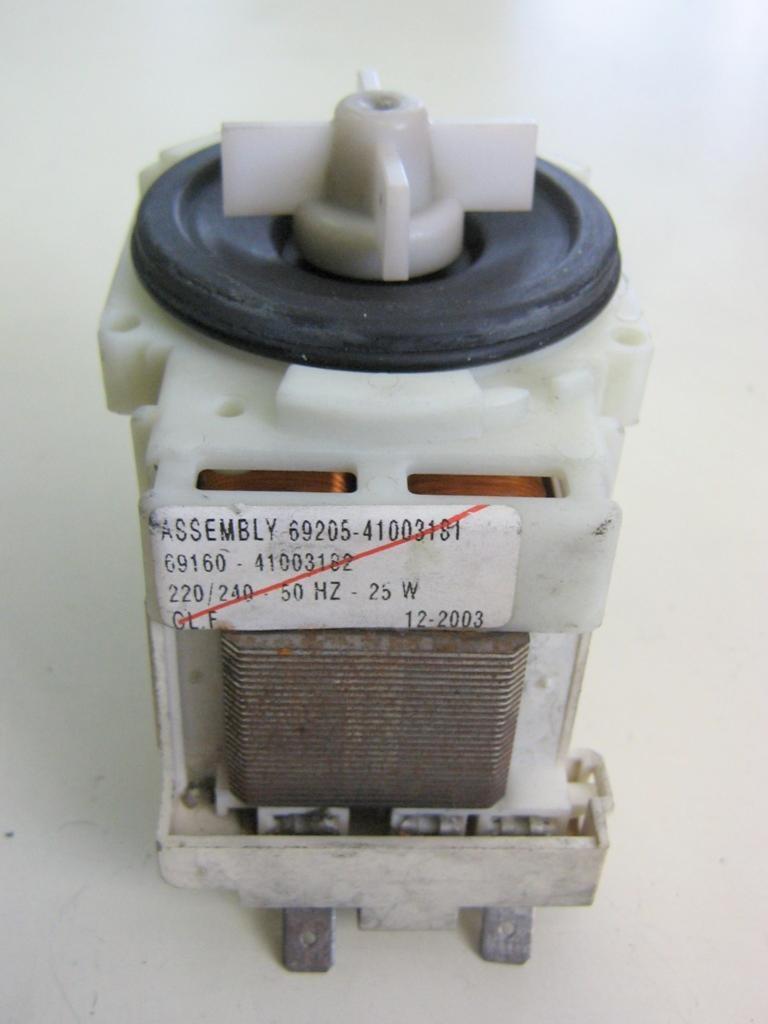 ASSEMBLY 69205-41003181
69160 - 41003182
220/240 - 50 HZ - 25 W
CL.F 12-2003